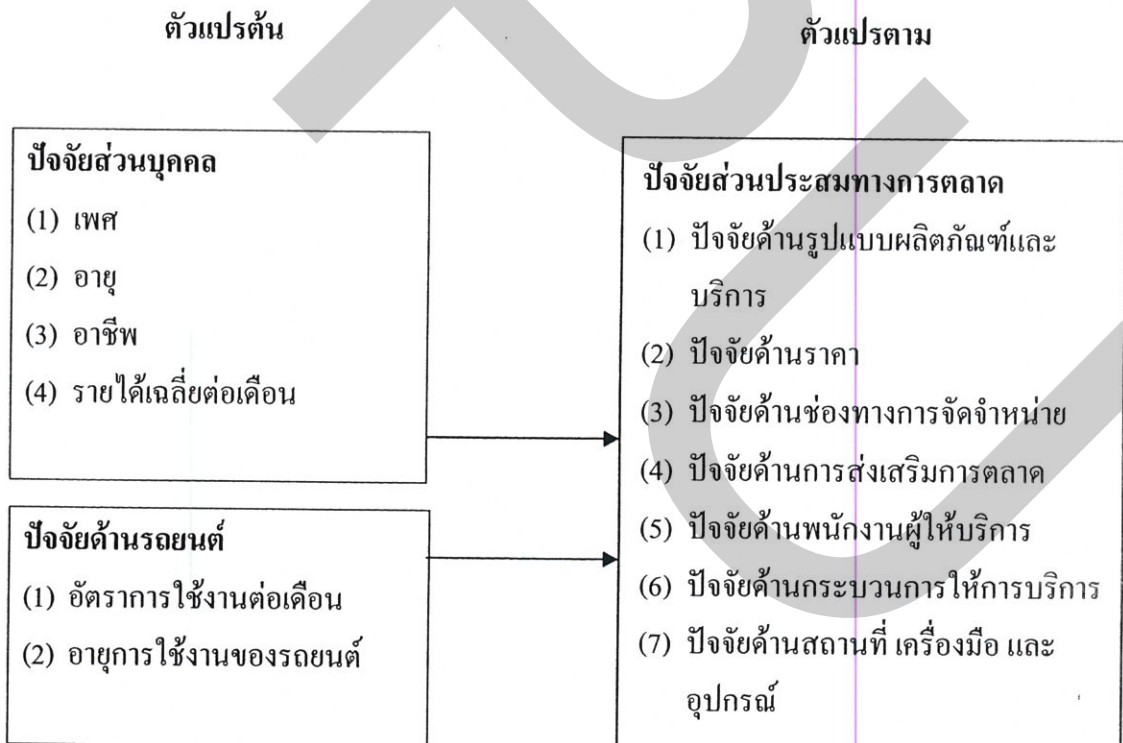 ตัวแปรต้น
ตัวแปรตาม
ปัจจัยส่วนบุคคล
(1) เพศ
(2) อายุ
(3) อาชีพ
(4) รายได้เฉลี่ยต่อเดือน
ปัจจัยด้านรถยนต์
(1) อัตราการใช้งานต่อเดือน
(2) อายุการใช้งานของรถยนต์
ปัจจัยส่วนประสมทางการตลาด
(1) ปัจจัยด้านรูปแบบผลิตภัณฑ์และ
บริการ
(2) ปัจจัยด้านราคา
(3) ปัจจัยด้านช่องทางการจัดจำหน่าย
(4) ปัจจัยด้านการส่งเสริมการตลาด
(5) ปัจจัยด้านพนักงานผู้ให้บริการ
(6) ปัจจัยด้านกระบวนการให้การบริการ
(7) ปัจจัยด้านสถานที่ เครื่องมือ และ
อุปกรณ์